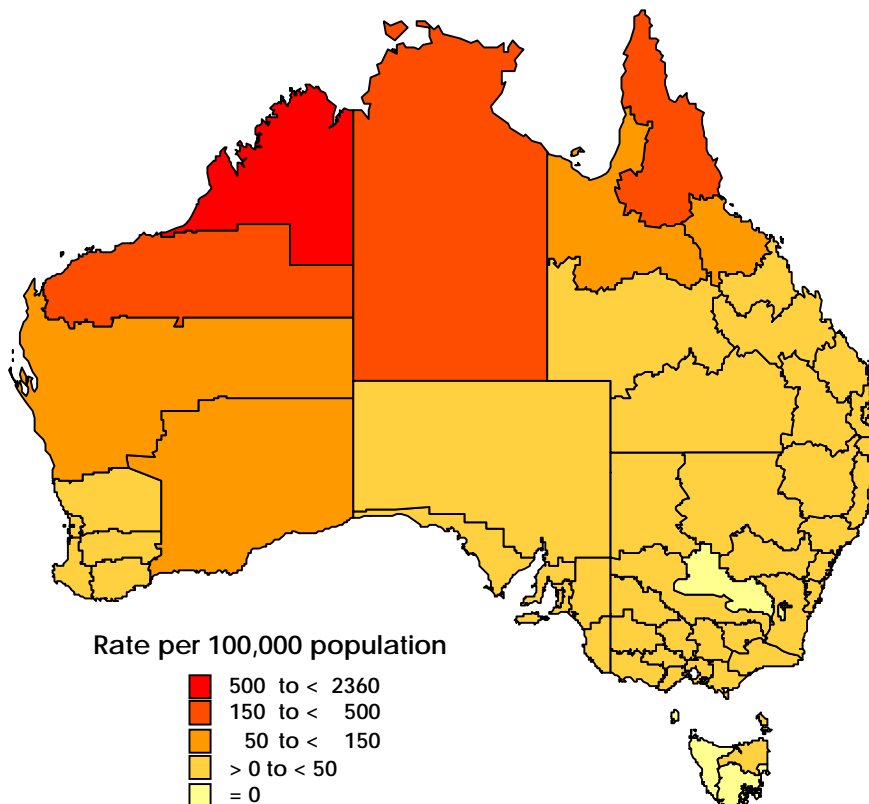 Rate per 100,000 population
500 to < 2360
150 to < 500
50 to < 150
> 0 to < 50
= 0